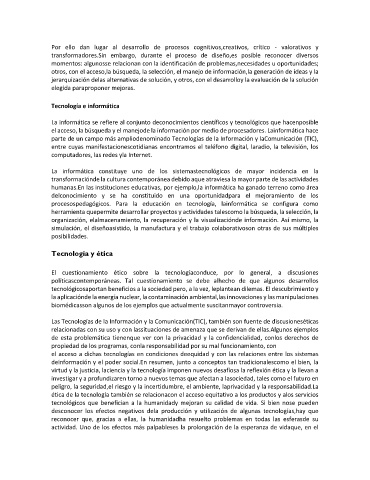 Por ello dan lugar al desarrollo de procesos cognitivos,creativos, crítico - valorativos y
transformadores.Sin embargo, durante el proceso de diseño,es posible reconocer diversos
momentos: algunosse relacionan con la identificación de problemas,necesidades u oportunidades;
otros, con el acceso,la búsqueda, la selección, el manejo de información,la generación de ideas y la
jerarquización delas alternativas de solución, y otros, con el desarrolloy la evaluación de la solución
elegida paraproponer mejoras.
Tecnología e informática
La informática se refiere al conjunto deconocimientos científicos y tecnológicos que hacenposible
el acceso, la búsqueda y el manejode la información por medio de procesadores. Lainformática hace
parte de un campo más ampliodenominado Tecnologías de la Información y laComunicación (TIC),
entre cuyas manifestacionescotidianas encontramos el teléfono digital, laradio, la televisión, los
computadores, las redes yla Internet.
La informática constituye uno de los sistemastecnológicos de mayor incidencia en la
transformaciónde la cultura contemporánea debido aque atraviesa la mayor parte de las actividades
humanas.En las instituciones educativas, por ejemplo,la informática ha ganado terreno como área
delconocimiento y se ha constituido en una oportunidadpara el mejoramiento de los
procesospedagógicos. Para la educación en tecnología, lainformática se configura como
herramienta quepermite desarrollar proyectos y actividades talescomo la búsqueda, la selección, la
organización, elalmacenamiento, la recuperación y la visualizaciónde información. Así mismo, la
simulación, el diseñoasistido, la manufactura y el trabajo colaborativoson otras de sus múltiples
posibilidades.
Tecnología y ética
El cuestionamiento ético sobre la tecnologíaconduce, por lo general, a discusiones
políticascontemporáneas. Tal cuestionamiento se debe alhecho de que algunos desarrollos
tecnológicosaportan beneficios a la sociedad pero, a la vez, leplantean dilemas. El descubrimiento y
la aplicaciónde la energía nuclear, la contaminación ambiental,las innovaciones y las manipulaciones
biomédicasson algunos de los ejemplos que actualmente suscitanmayor controversia.
Las Tecnologías de la Información y la Comunicación(TIC), también son fuente de discusioneséticas
relacionadas con su uso y con lassituaciones de amenaza que se derivan de ellas.Algunos ejemplos
de esta problemática tienenque ver con la privacidad y la confidencialidad, conlos derechos de
propiedad de los programas, conla responsabilidad por su mal funcionamiento, con
el acceso a dichas tecnologías en condiciones deequidad y con las relaciones entre los sistemas
deinformación y el poder social.En resumen, junto a conceptos tan tradicionalescomo el bien, la
virtud y la justicia, laciencia y la tecnología imponen nuevos desafíosa la reflexión ética y la llevan a
investigar y a profundizaren torno a nuevos temas que afectan a lasociedad, tales como el futuro en
peligro, la seguridad,el riesgo y la incertidumbre, el ambiente, laprivacidad y la responsabilidad.La
ética de la tecnología también se relacionacon el acceso equitativo a los productos y alos servicios
tecnológicos que benefician a la humanidady mejoran su calidad de vida. Si bien nose pueden
desconocer los efectos negativos dela producción y utilización de algunas tecnologías,hay que
reconocer que, gracias a ellas, la humanidadha resuelto problemas en todas las esferasde su
actividad. Uno de los efectos más palpableses la prolongación de la esperanza de vidaque, en el